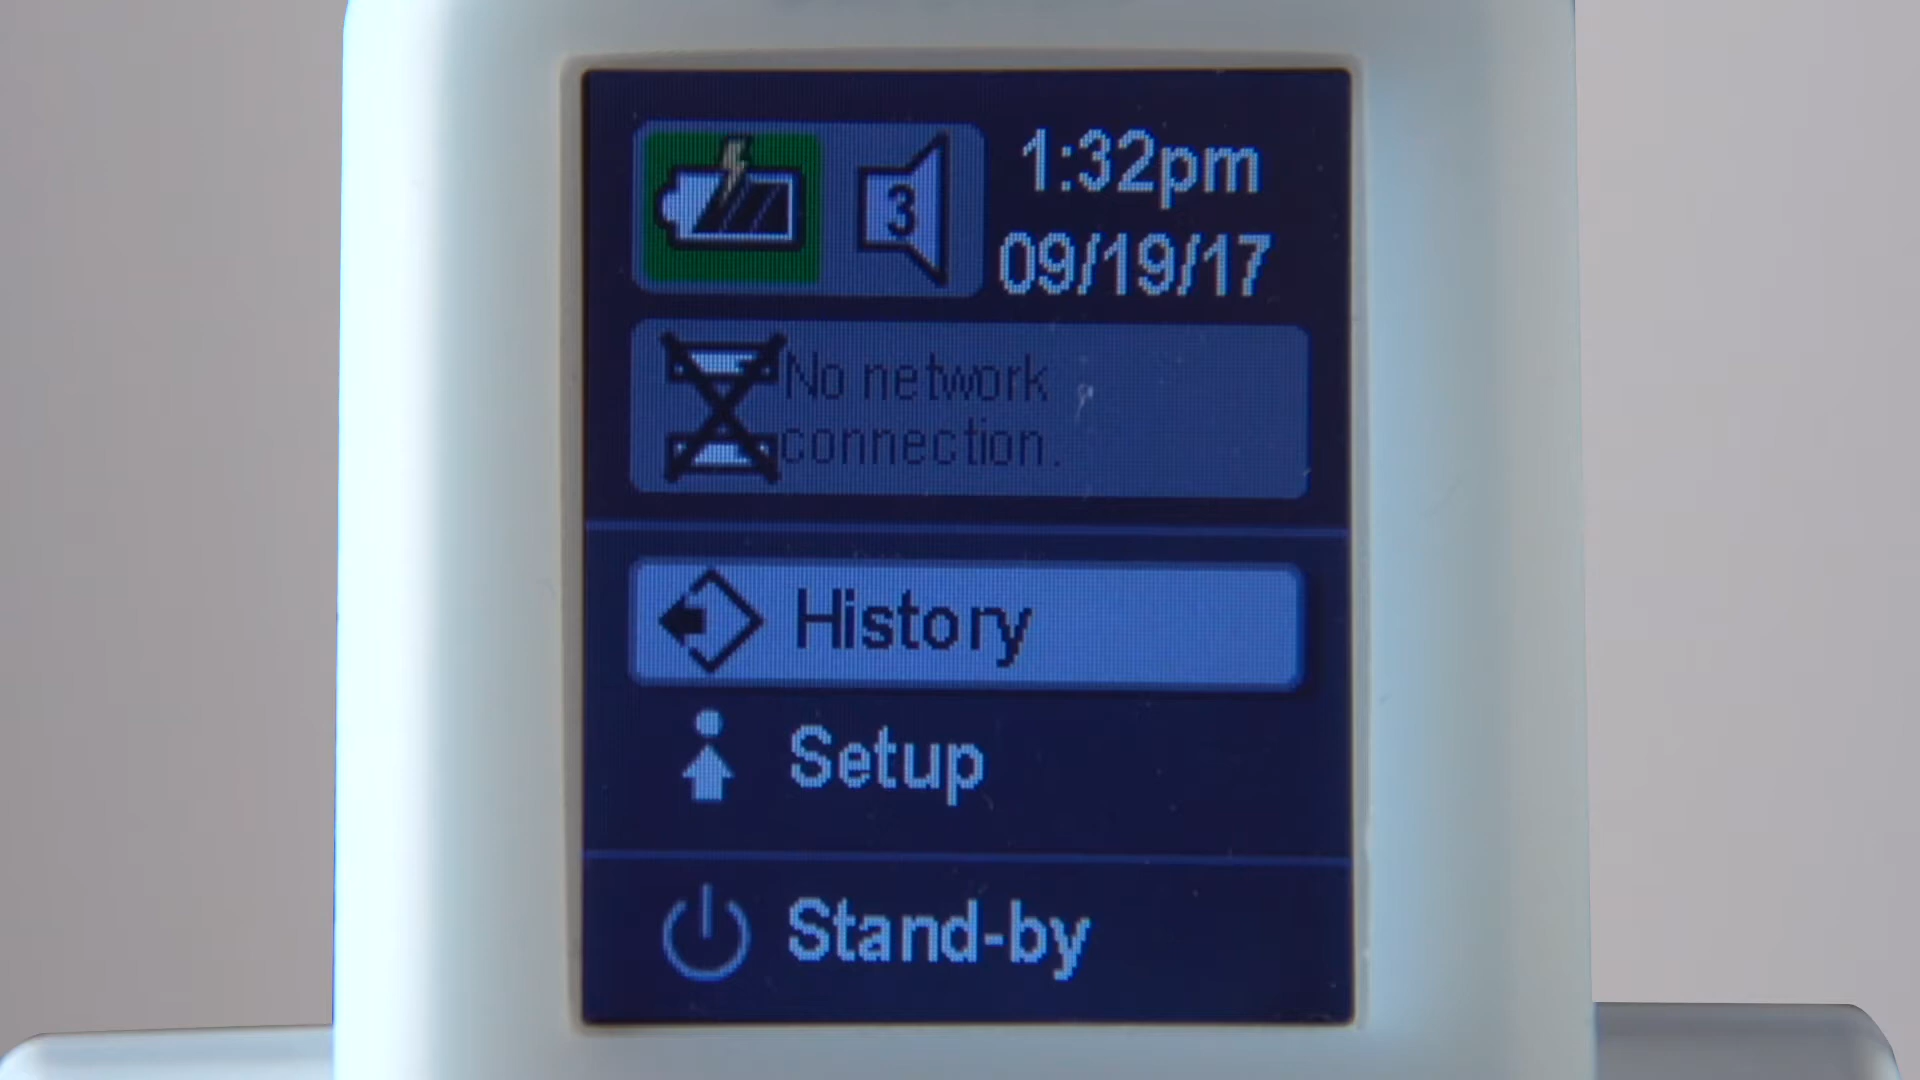 3
1:32pm
09/19/17
No network
connection.
History
Setup
Stand-by